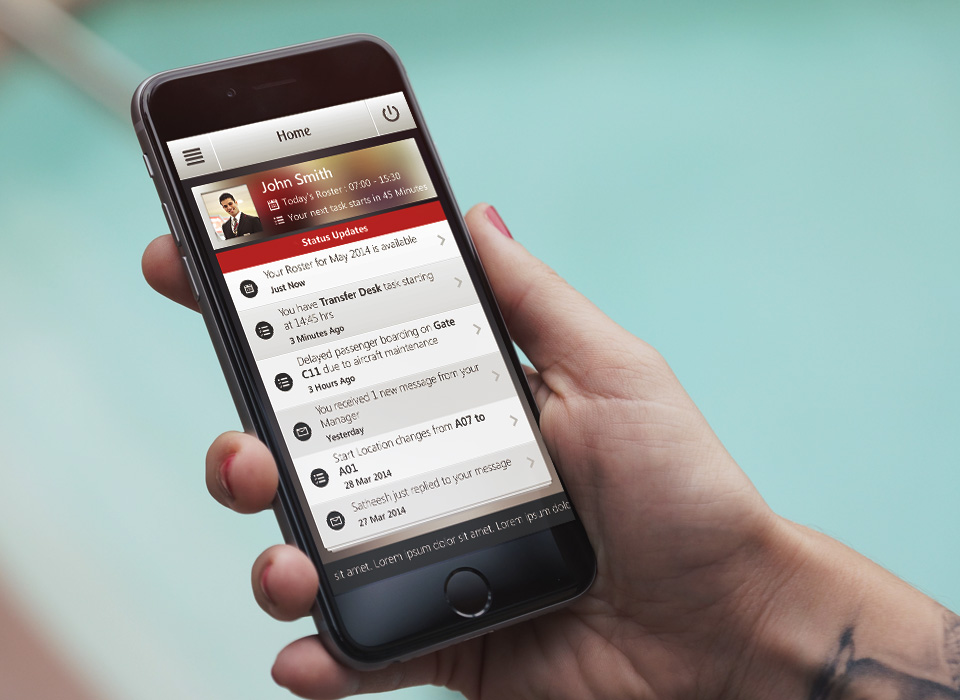 Home
John Smith
Today's Roster : 07:00 - 15:30
Your next task starts in 45 Minutes
Status Updates
Your Roster for May 2014 is available
Just Now
You have Transfer Desk task starting
at 14:45 hrs
3 Minutes Ago
Delayed passenger boarding on Gate
C11 due to aircraft maintenance
3 Hours Ago
You received 1 new message from your
Manager
Yesterday
Start Location changes from A07 to
A01
28 Mar 2014
Satheesh just replied to your message
27 Mar 2014
sit amet. Lorem ipsum dolor sit amet. Lorem ipsum dolo